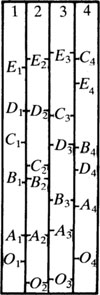 1 2 3 4
E1 E2 E3 C4
E4
D1 D2 C3
C1 D3 B4
C2 D4
B1 B2
B3 A4
A1 A2 A3
O1 O4
O2 O3